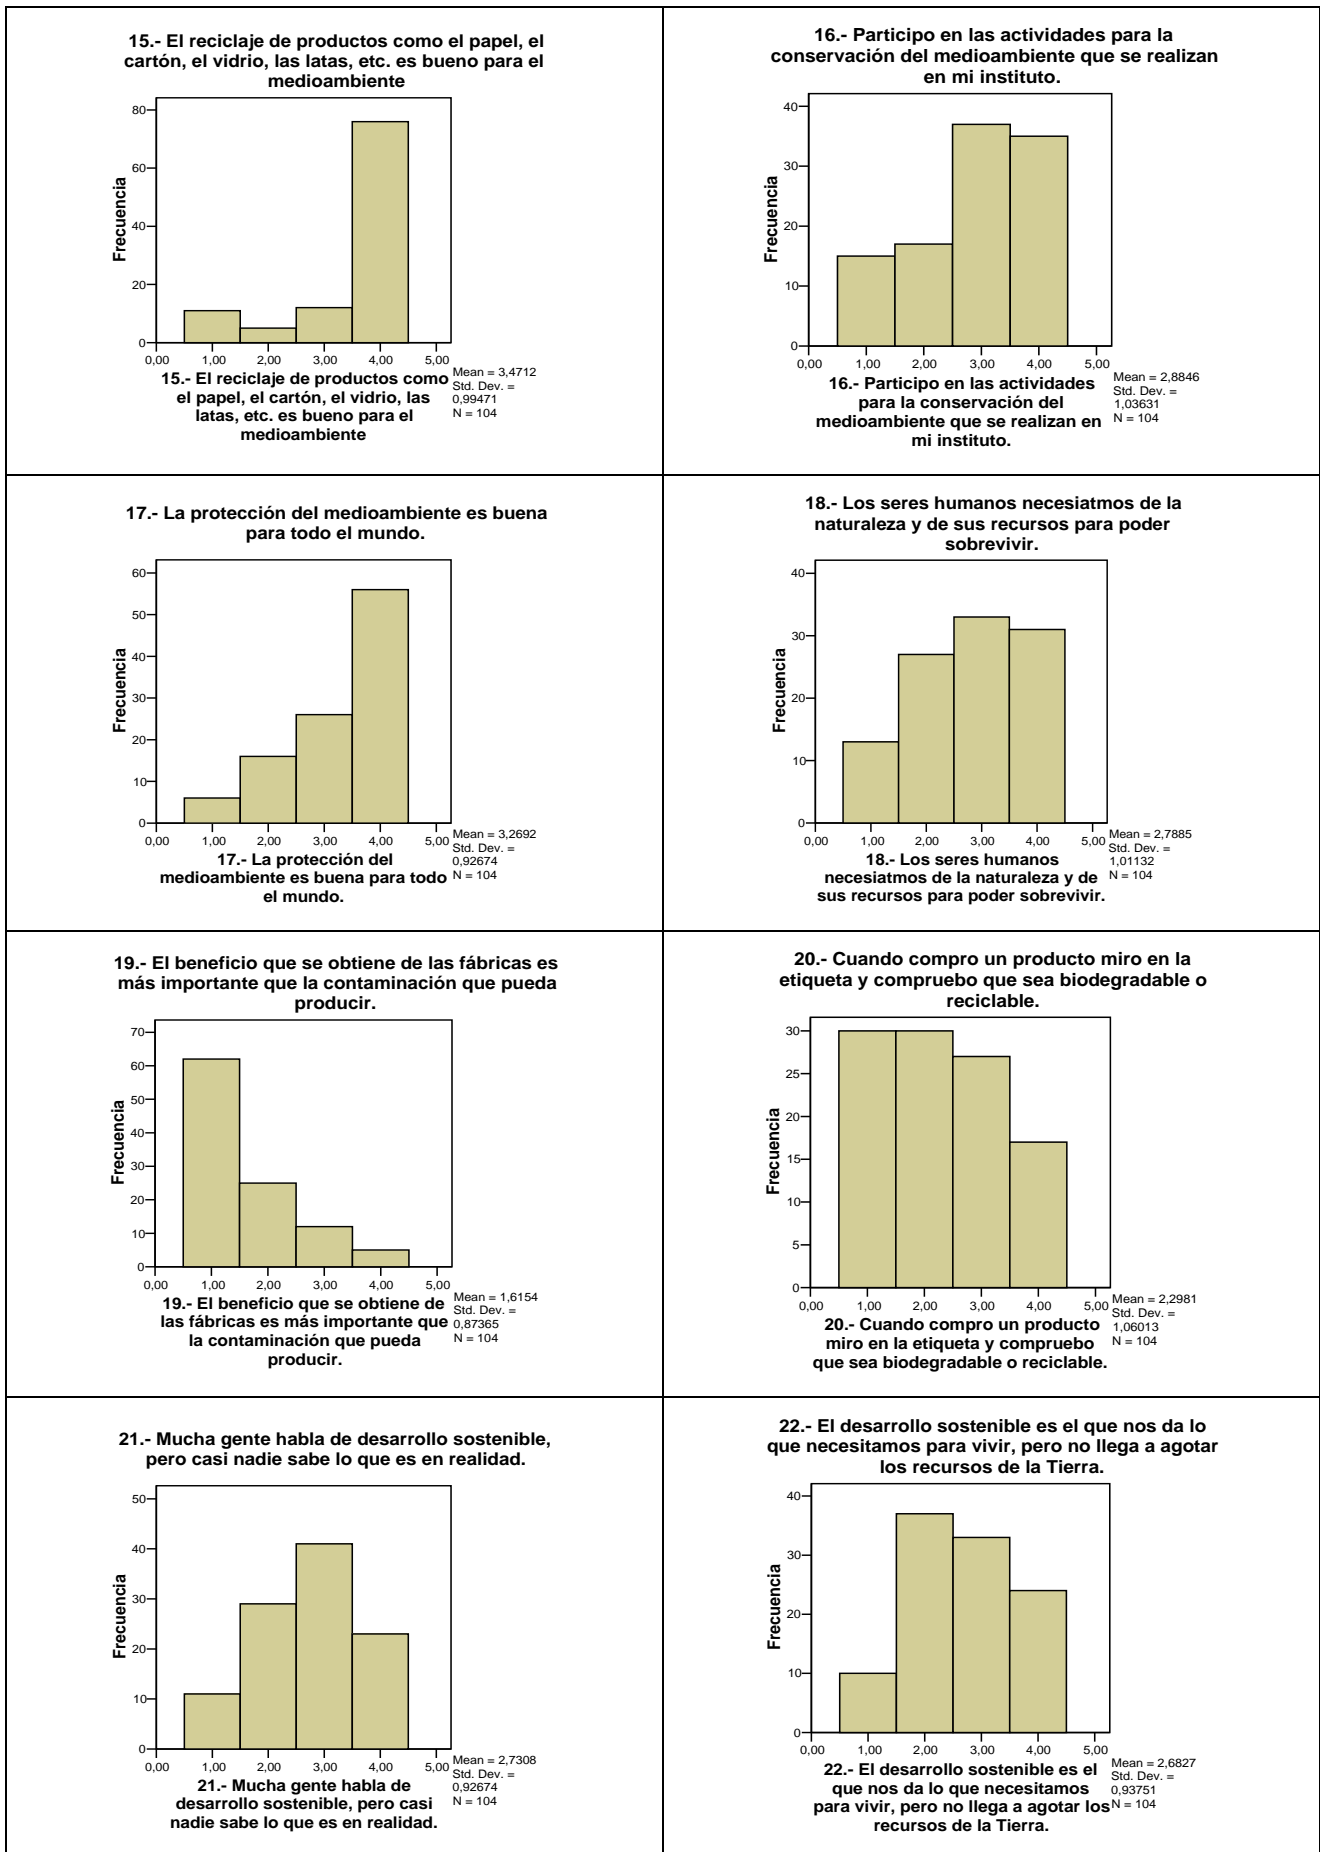 15.- El reciclaje de productos como el papel, el
cartón, el vidrio, las latas, etc. es bueno para el
medioambiente
80
60
40
20
0
Frecuencia
0,00 1,00 2,00 3,00 4,00 5,00
15.- El reciclaje de productos como
el papel, el cartón, el vidrio, las
latas, etc. es bueno para el
medioambiente
Mean = 3,4712
Std. Dev. =
0,99471
N = 104
16.- Participo en las actividades para la
conservación del medioambiente que se realizan
en mi instituto.
40
30
20
10
0
Frecuencia
0,00 1,00 2,00 3,00 4,00 5,00
16.- Participo en las actividades
para la conservación del
medioambiente que se realizan en
mi instituto.
Mean = 2,8846
Std. Dev. =
1,03631
N = 104
17.- La protección del medioambiente es buena
para todo el mundo.
60
50
40
30
20
10
0
Frecuencia
0,00 1,00 2,00 3,00 4,00 5,00
17.- La protección del
medioambiente es buena para todo
el mundo.
Mean = 3,2692
Std. Dev. =
0,92674
N = 104
18.- Los seres humanos necesiatmos de la
naturaleza y de sus recursos para poder
sobrevivir.
40
30
20
10
0
Frecuencia
0,00 1,00 2,00 3,00 4,00 5,00
18.- Los seres humanos
necesiatmos de la naturaleza y de
sus recursos para poder sobrevivir.
Mean = 2,7885
Std. Dev. =
1,01132
N = 104
19.- El beneficio que se obtiene de las fábricas es
más importante que la contaminación que pueda
producir.
70
60
50
40
30
20
10
0
Frecuencia
0,00 1,00 2,00 3,00 4,00 5,00
19.- El beneficio que se obtiene de
las fábricas es más importante que
la contaminación que pueda
producir.
Mean = 1,6154
Std. Dev. =
0,87365
N = 104
20.- Cuando compro un producto miro en la
etiqueta y compruebo que sea biodegradable o
reciclable.
30
25
20
15
10
5
0
Frecuencia
0,00 1,00 2,00 3,00 4,00 5,00
20.- Cuando compro un producto
miro en la etiqueta y compruebo
que sea biodegradable o reciclable.
Mean = 2,2981
Std. Dev. =
1,06013
N = 104
21.- Mucha gente habla de desarrollo sostenible,
pero casi nadie sabe lo que es en realidad.
50
40
30
20
10
0
Frecuencia
0,00 1,00 2,00 3,00 4,00 5,00
21.- Mucha gente habla de
desarrollo sostenible, pero casi
nadie sabe lo que es en realidad.
Mean = 2,7308
Std. Dev. =
0,92674
N = 104
22.- El desarrollo sostenible es el que nos da lo
que necesitamos para vivir, pero no llega a agotar
los recursos de la Tierra.
40
30
20
10
0
Frecuencia
0,00 1,00 2,00 3,00 4,00 5,00
22.- El desarrollo sostenible es el
que nos da lo que necesitamos
para vivir, pero no llega a agotar los
recursos de la Tierra.
Mean = 2,6827
Std. Dev. =
0,93751
N = 104